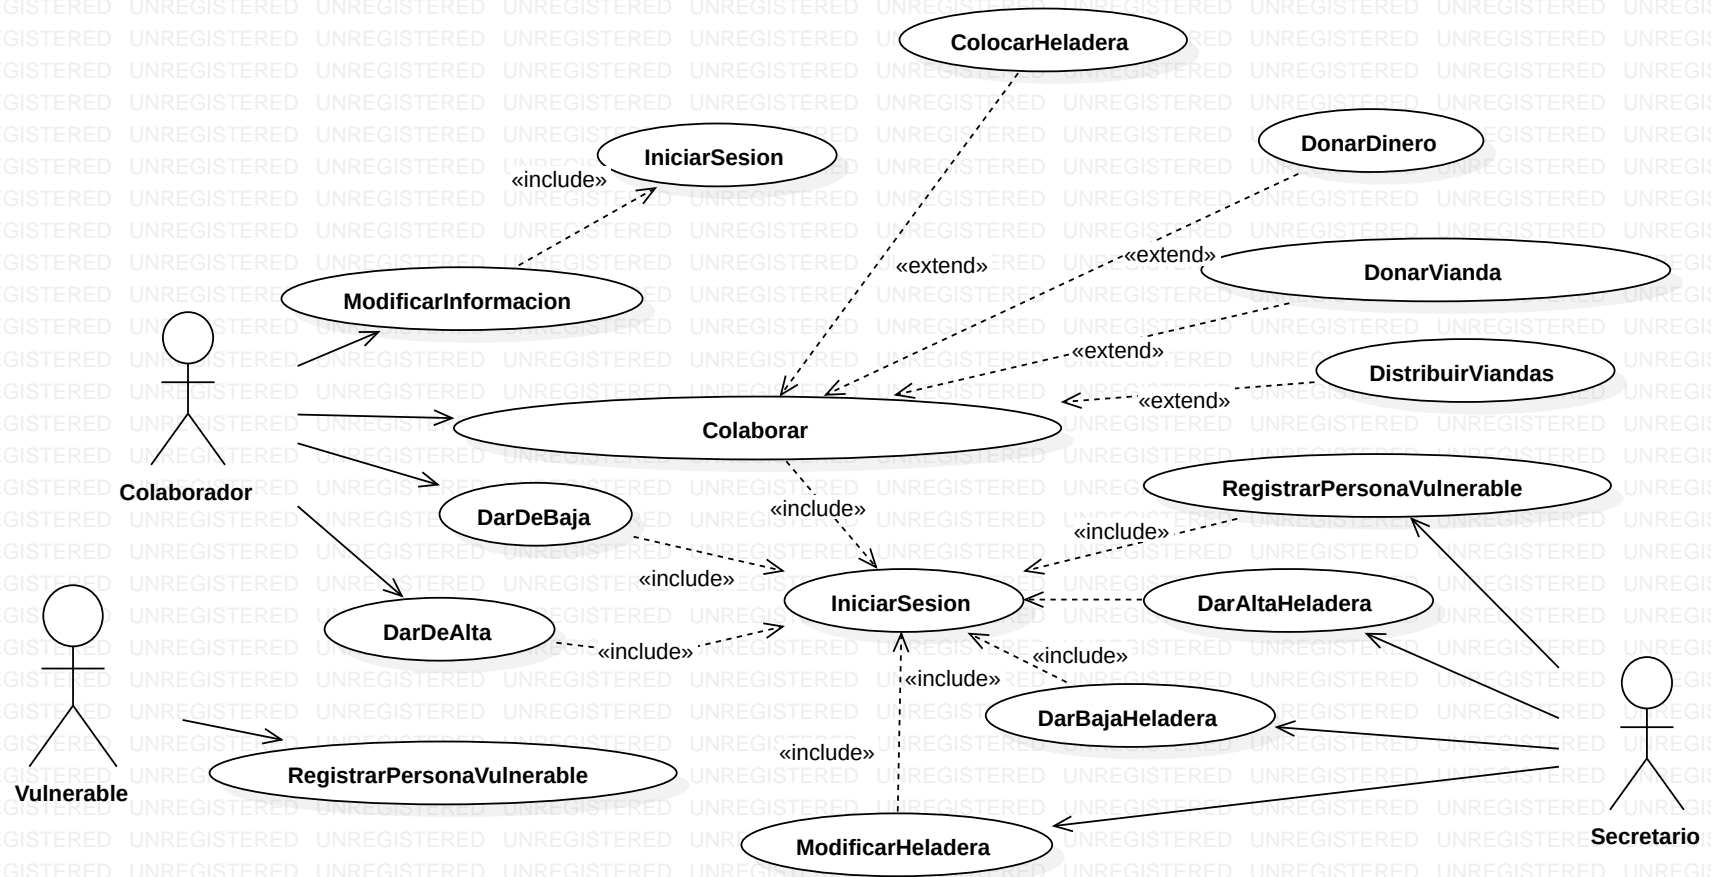 ColocarHeladera
DonarDinero
IniciarSesion
«include»
«extend»
«extend»
DonarVianda
ModificarInformacion
«extend»
DistribuirViandas
«extend»
Colaborar
Colaborador
RegistrarPersonaVulnerable
«include»
DarDeBaja
«include»
«include»
IniciarSesion
DarAltaHeladera
DarDeAlta
«include»
«include»
«include»
DarBajaHeladera
«include»
RegistrarPersonaVulnerable
Vulnerable
ModificarHeladera
Secretario
UNREGISTERED